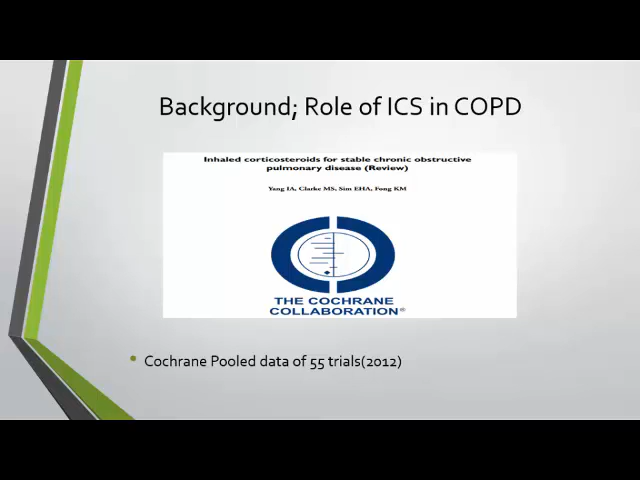 Background; Role of ICS in COPD
Inhaled corticosteroids for stable chronic obstructive
pulmonary disease (Review)
Yang IA, Clarke MS, Sim EHA, Fong KM
THE COCHRANE
COLLABORATION®
• Cochrane Pooled data of 55 trials(2012)